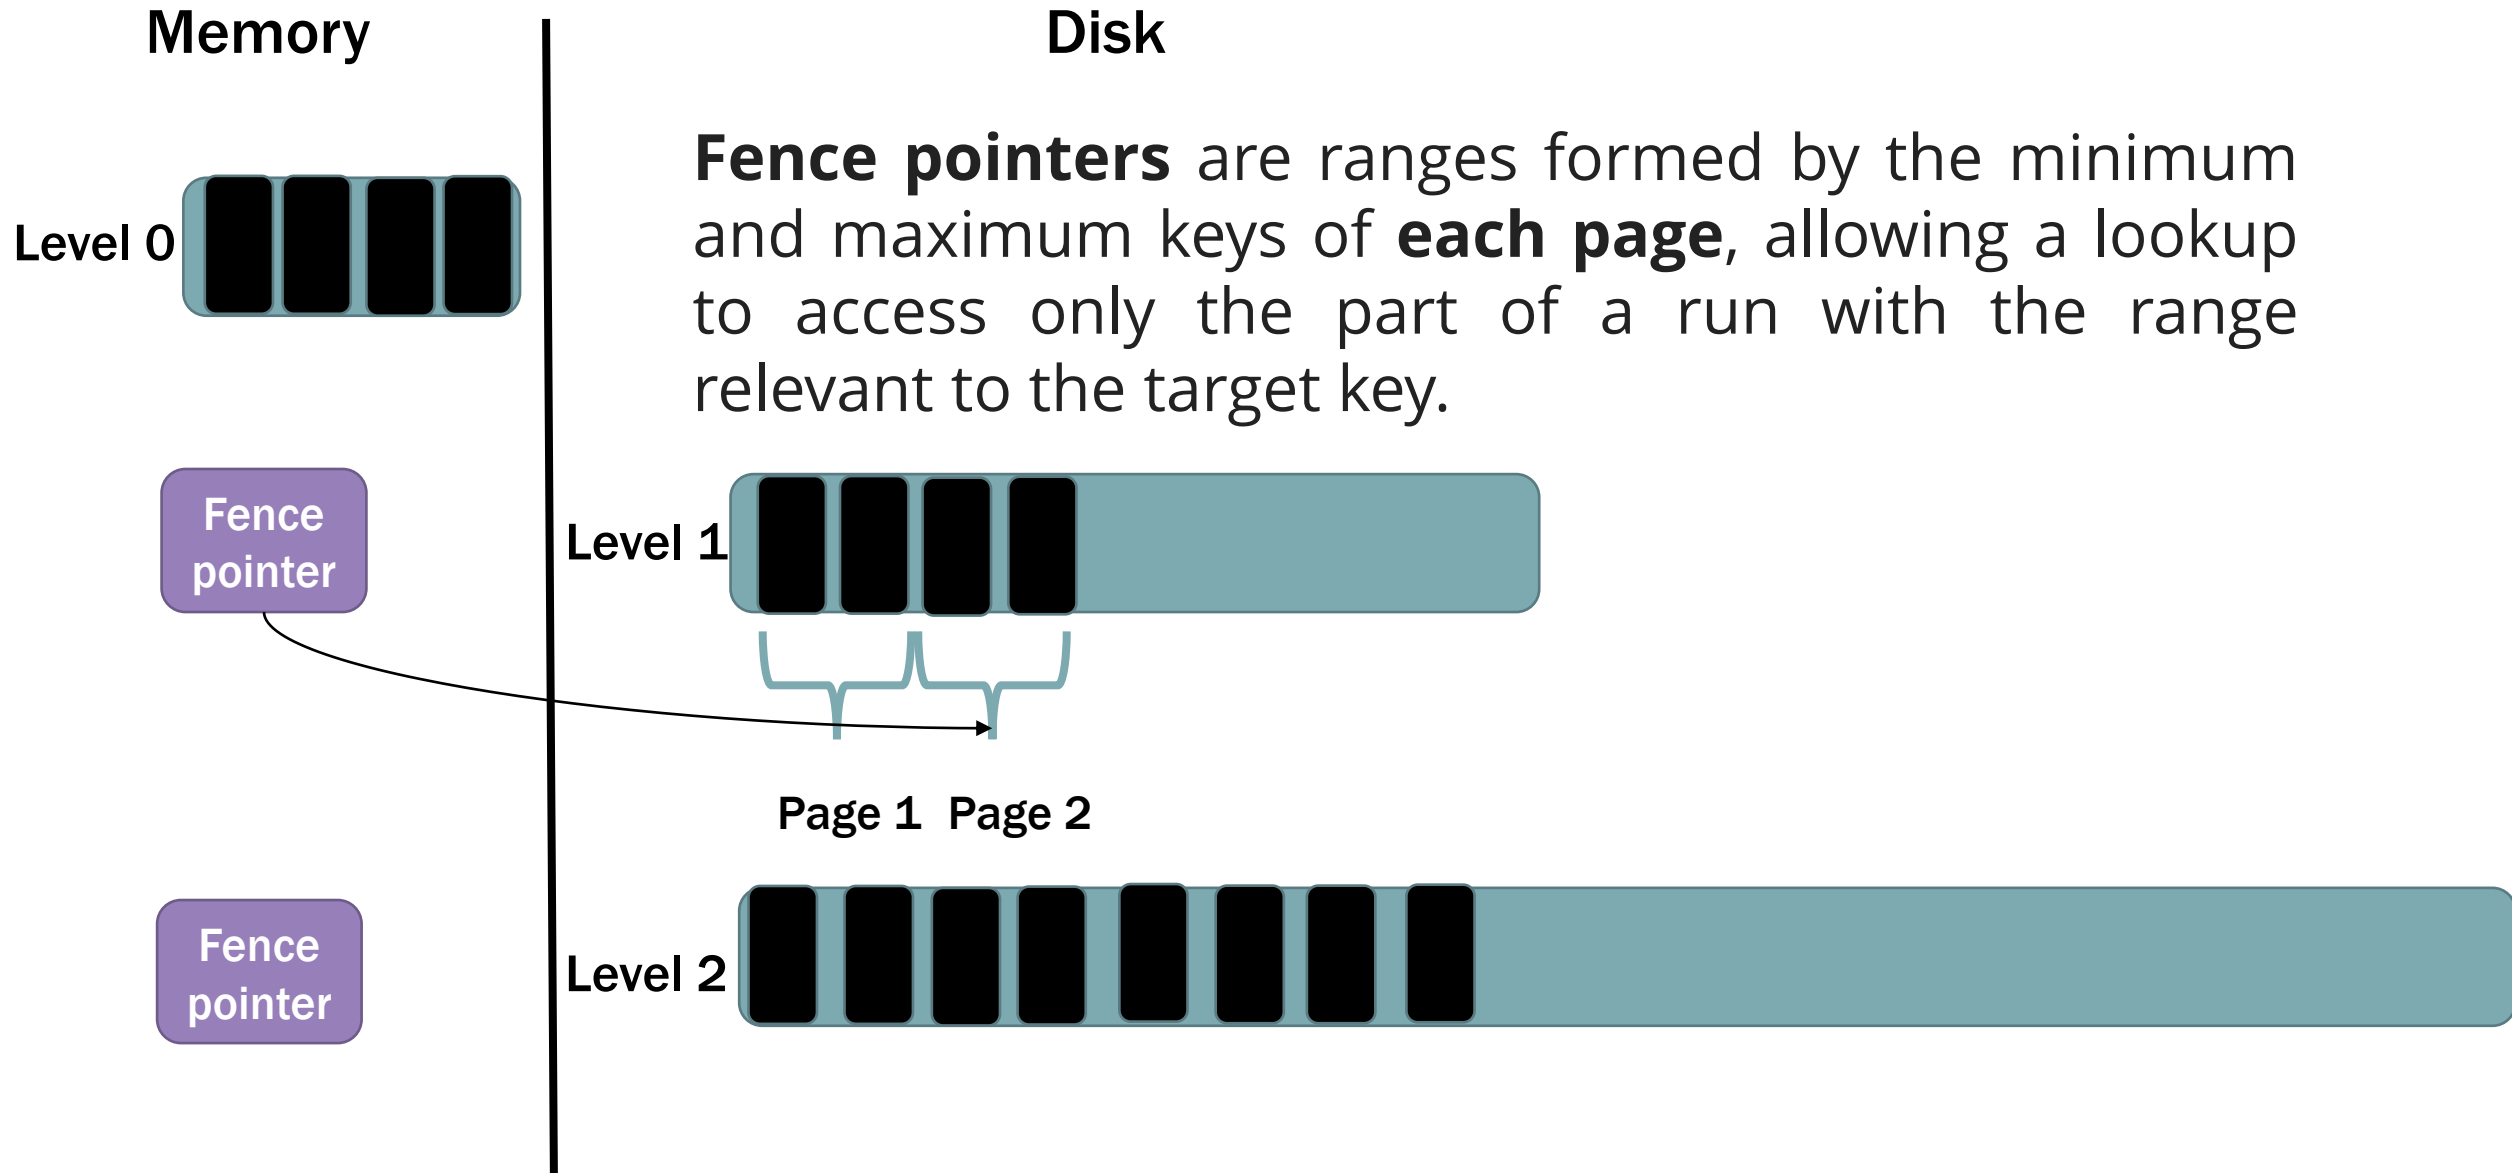 Memory
Disk
Fence pointers are ranges formed by the minimum
and maximum keys of each page, allowing a lookup
to access only the part of a run with the range
relevant to the target key.
Level 0
Fence
pointer
Level 1
Page 1 Page 2
Fence
pointer
Level 2